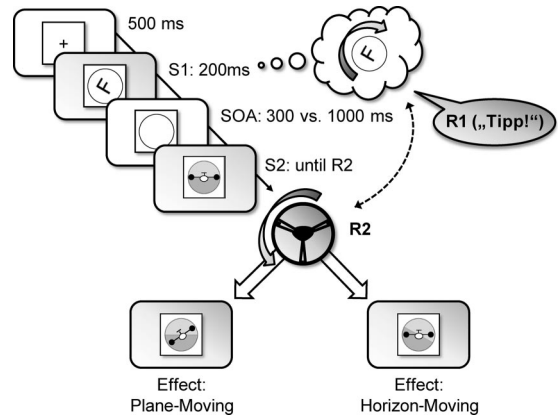 500 ms
+
F
S1: 200ms
F
SOA: 300 vs. 1000 ms
R1 („Tipp!“)
S2: until R2
R2
Effect:
Plane-Moving
Effect:
Horizon-Moving